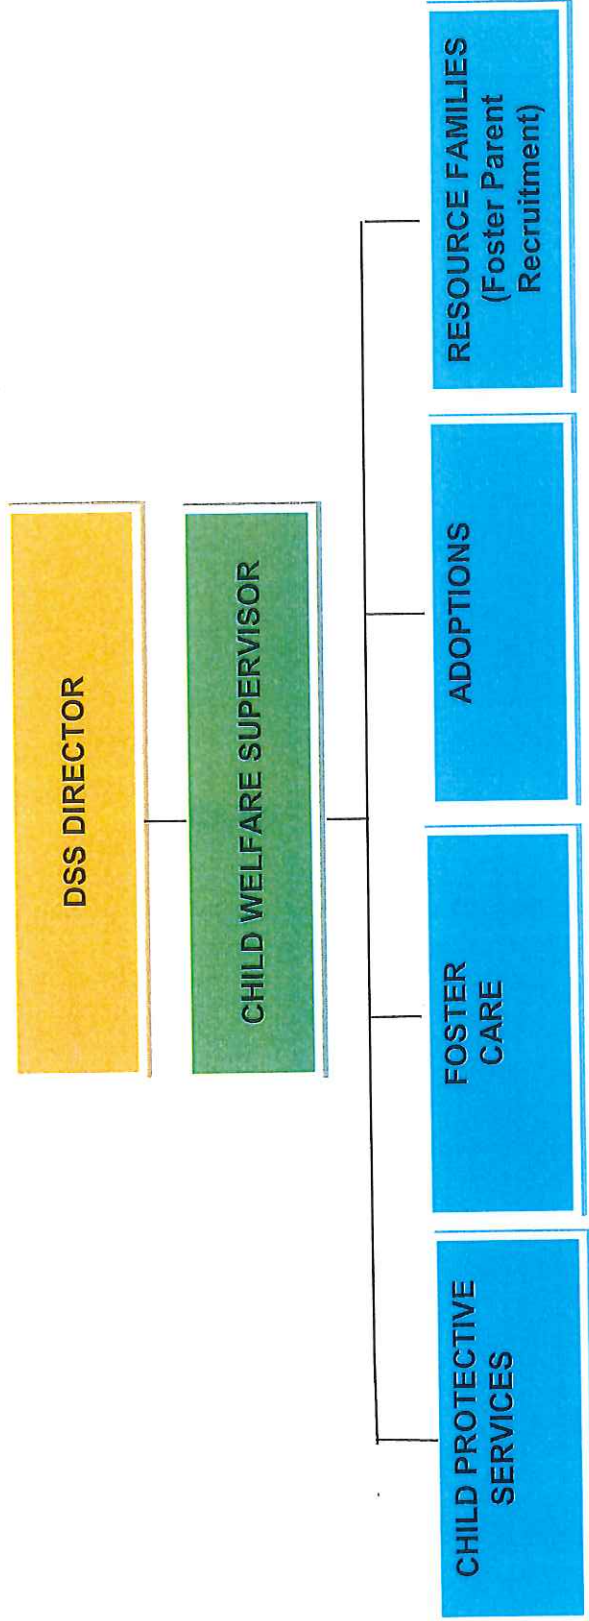 DSS DIRECTOR
CHILD WELFARE SUPERVISOR
CHILD PROTECTIVE
SERVICES
FOSTER
CARE
ADOPTIONS
RESOURCE FAMILIES
(Foster Parent
Recruitment)